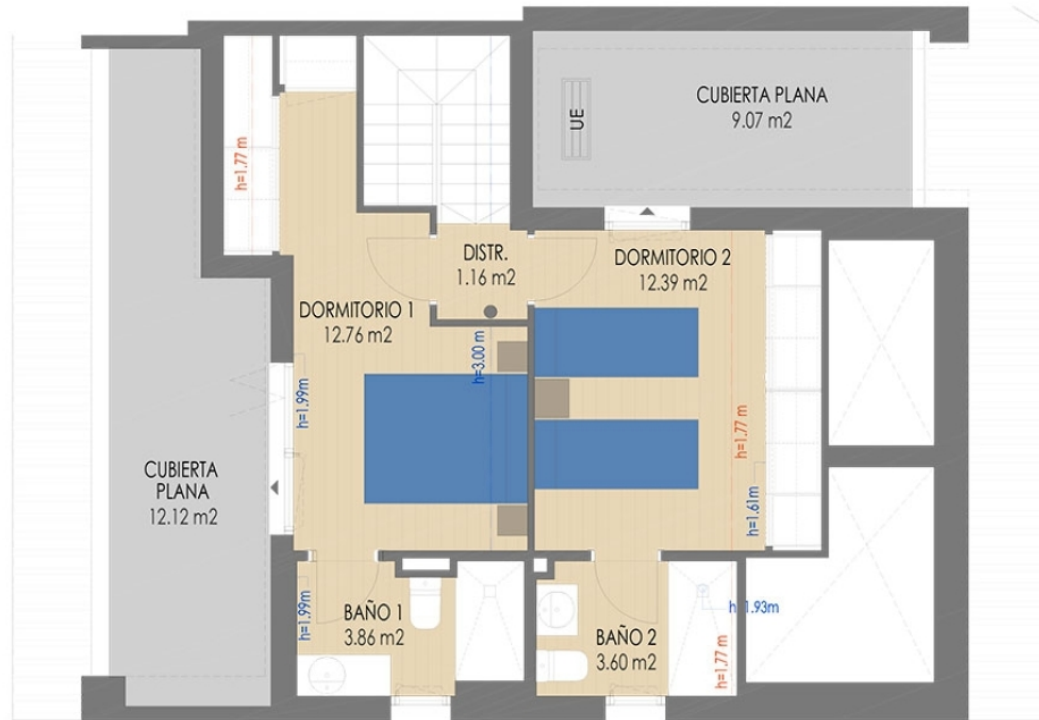 CUBIERTA PLANA
9.07 m2
UE
h=1.77 m
DISTR.
1.16 m2
DORMITORIO 2
12.39 m2
DORMITORIO 1
12.76 m2
h=3.00 m
h=1.99m
h=1.77 m
CUBIERTA
PLANA
12.12 m2
h=1.61m
h=1.99m
BAÑO 1
3.86 m2
h=1.93m
BAÑO 2
3.60 m2
h=1.77 m